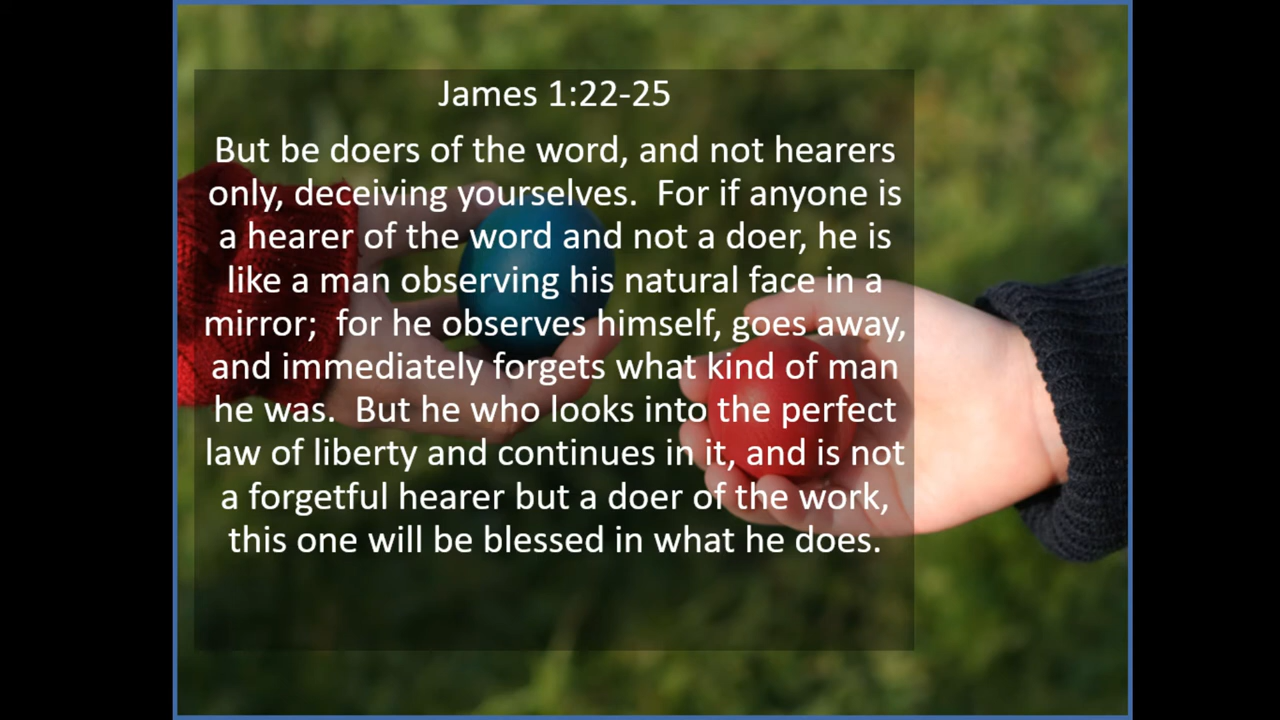 James 1:22-25
But be doers of the word, and not hearers
only, deceiving yourselves.  For if anyone is
a hearer of the word and not a doer, he is
like a man observing his natural face in a
mirror;  for he observes himself, goes away,
and immediately forgets what kind of man
he was.  But he who looks into the perfect
law of liberty and continues in it, and is not
a forgetful hearer but a doer of the work,
this one will be blessed in what he does.